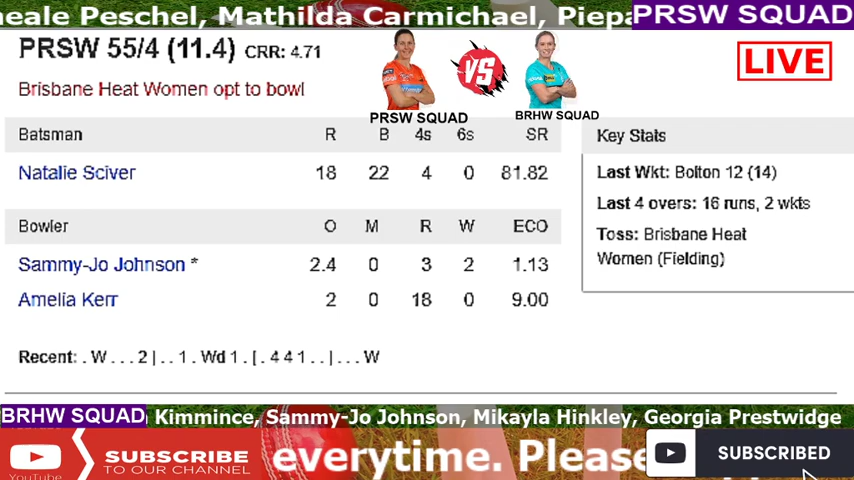 neale Peschel, Mathilda Carmichael, Piepa
PRSW SQUAD
PRSW 55/4 (11.4) CRR: 4.71
VS
LIVE
Brisbane Heat Women opt to bowl
PRSW SQUAD
BRHW SQUAD
Batsman R B 4s 6s SR
Natalie Sciver 18 22 4 0 81.82
Bowler O M R W ECO
Sammy-Jo Johnson * 2.4 0 3 2 1.13
Amelia Kerr 2 0 18 0 9.00
Recent: . W . . . 2 | . . 1 . Wd 1 . [ . 4 4 1 . . | . . . W
Key Stats
Last Wkt: Bolton 12 (14)
Last 4 overs: 16 runs, 2 wkts
Toss: Brisbane Heat
Women (Fielding)
BRHW SQUAD
Kimmince, Sammy-Jo Johnson, Mikayla Hinkley, Georgia Prestwidge
YouTube
SUBSCRIBE
TO OUR CHANNEL
everytime. Please
SUBSCRIBED